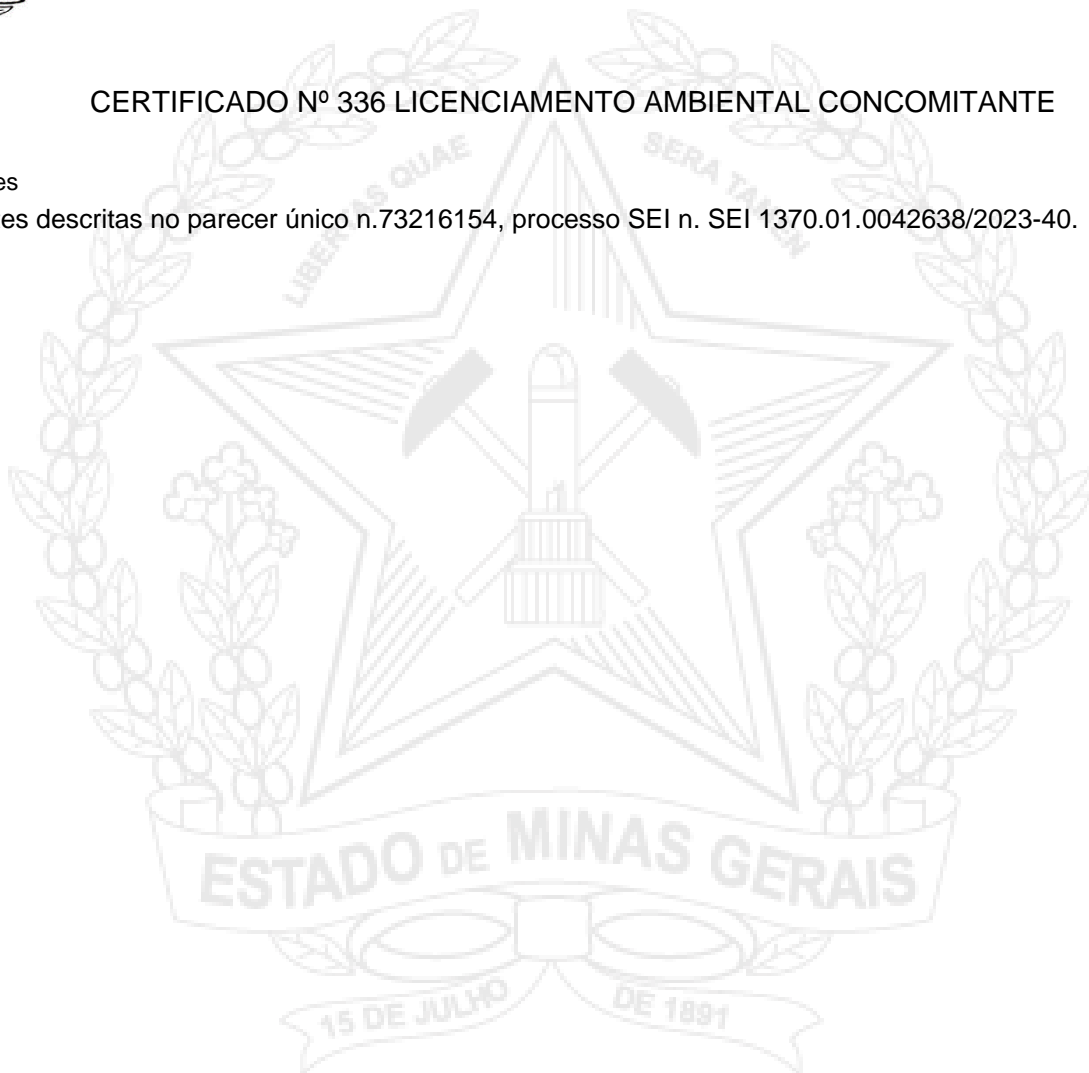 CERTIFICADO Nº 336 LICENCIAMENTO AMBIENTAL CONCOMITANTE
es
es descritas no parecer único n.73216154, processo SEI n. SEI 1370.01.0042638/2023-40.
LIBERTAS QUAE SERA TAMEN
ESTADO DE MINAS GERAIS
15 DE JULHO DE 1891